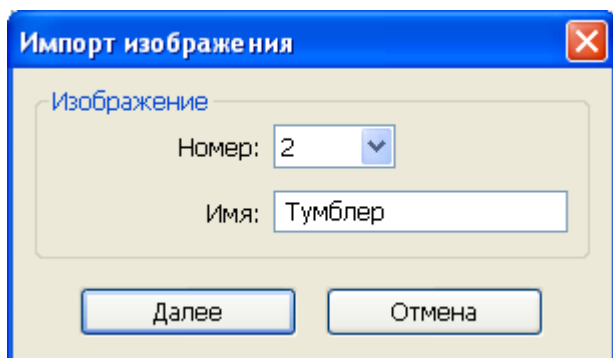 Импорт изображения
Изображение
Номер: 2
Имя: Тумблер
Далее Отмена